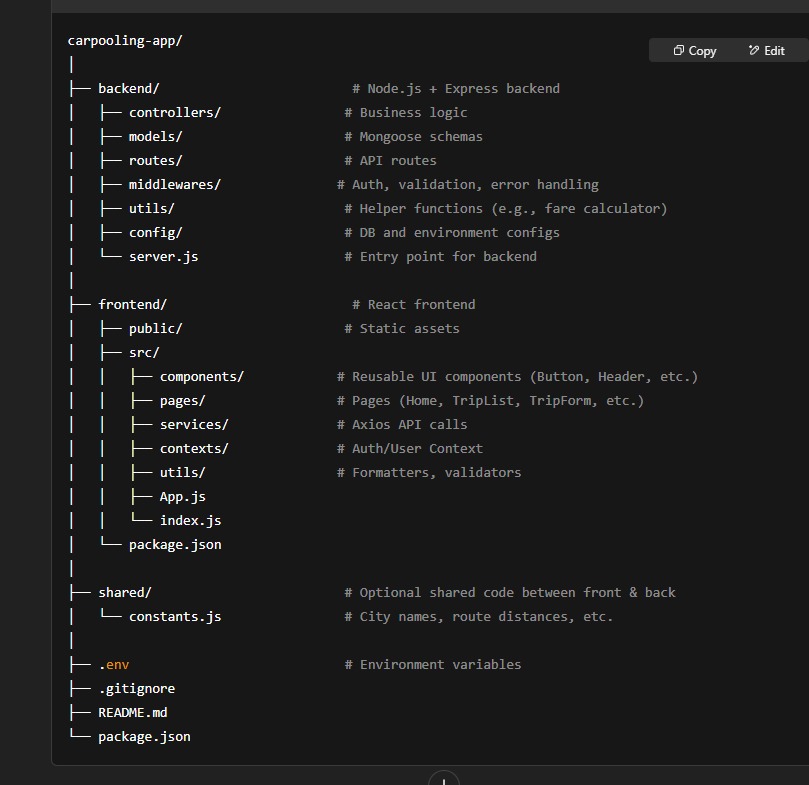 carpooling-app/
Copy Edit
│
├── backend/ # Node.js + Express backend
│ ├── controllers/ # Business logic
│ ├── models/ # Mongoose schemas
│ ├── routes/ # API routes
│ ├── middlewares/ # Auth, validation, error handling
│ ├── utils/ # Helper functions (e.g., fare calculator)
│ ├── config/ # DB and environment configs
│ └── server.js # Entry point for backend
│
├── frontend/ # React frontend
│ ├── public/ # Static assets
│ ├── src/
│ │ ├── components/ # Reusable UI components (Button, Header, etc.)
│ │ ├── pages/ # Pages (Home, TripList, TripForm, etc.)
│ │ ├── services/ # Axios API calls
│ │ ├── contexts/ # Auth/User Context
│ │ ├── utils/ # Formatters, validators
│ │ ├── App.js
│ │ └── index.js
│ └── package.json
│
├── shared/ # Optional shared code between front & back
│ └── constants.js # City names, route distances, etc.
│
├── .env # Environment variables
├── .gitignore
├── README.md
└── package.json